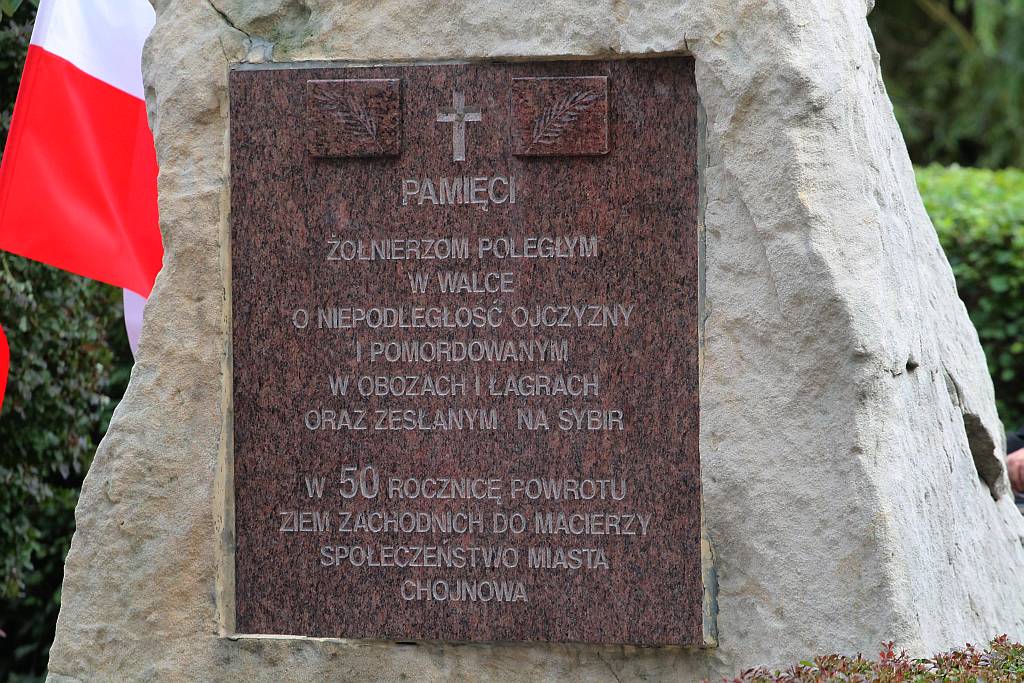 PAMIĘCI
ŻOŁNIERZOM POLEGŁYM
W WALCE
O NIEPODLEGŁOŚĆ OJCZYZNY
I POMORDOWANYM
W OBOZACH I ŁAGRACH
ORAZ ZESŁANYM NA SYBIR
W 50 ROCZNICĘ POWROTU
ZIEM ZACHODNICH DO MACIERZY
SPOŁECZEŃSTWO MIASTA
CHOJNOWA